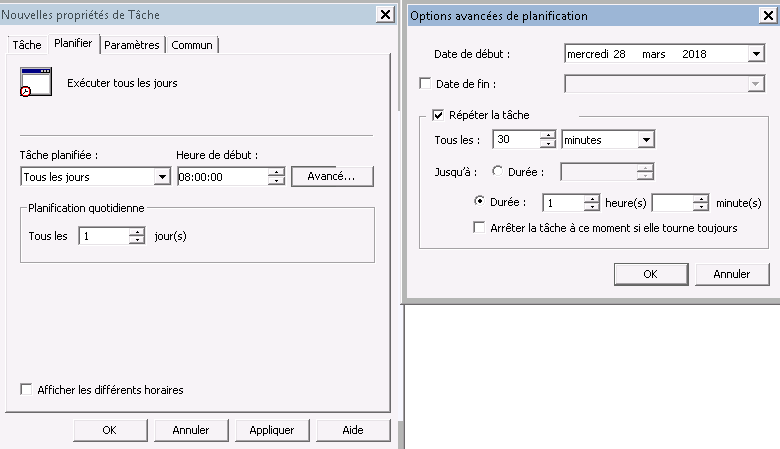 Nouvelles propriétés de Tâche
Tâche Planifier Paramètres Commun
Exécuter tous les jours
Tâche planifiée : Heure de début :
Tous les jours 08:00:00 Avancé...
Planification quotidienne
Tous les 1 jour(s)
Afficher les différents horaires
OK Annuler Appliquer Aide
Options avancées de planification
Date de début : mercredi 28 mars 2018
Date de fin :
Répéter la tâche
Tous les : 30 minutes
Jusqu'à : Durée :
Durée : 1 heure(s) minute(s)
Arrêter la tâche à ce moment si elle tourne toujours
OK Annuler